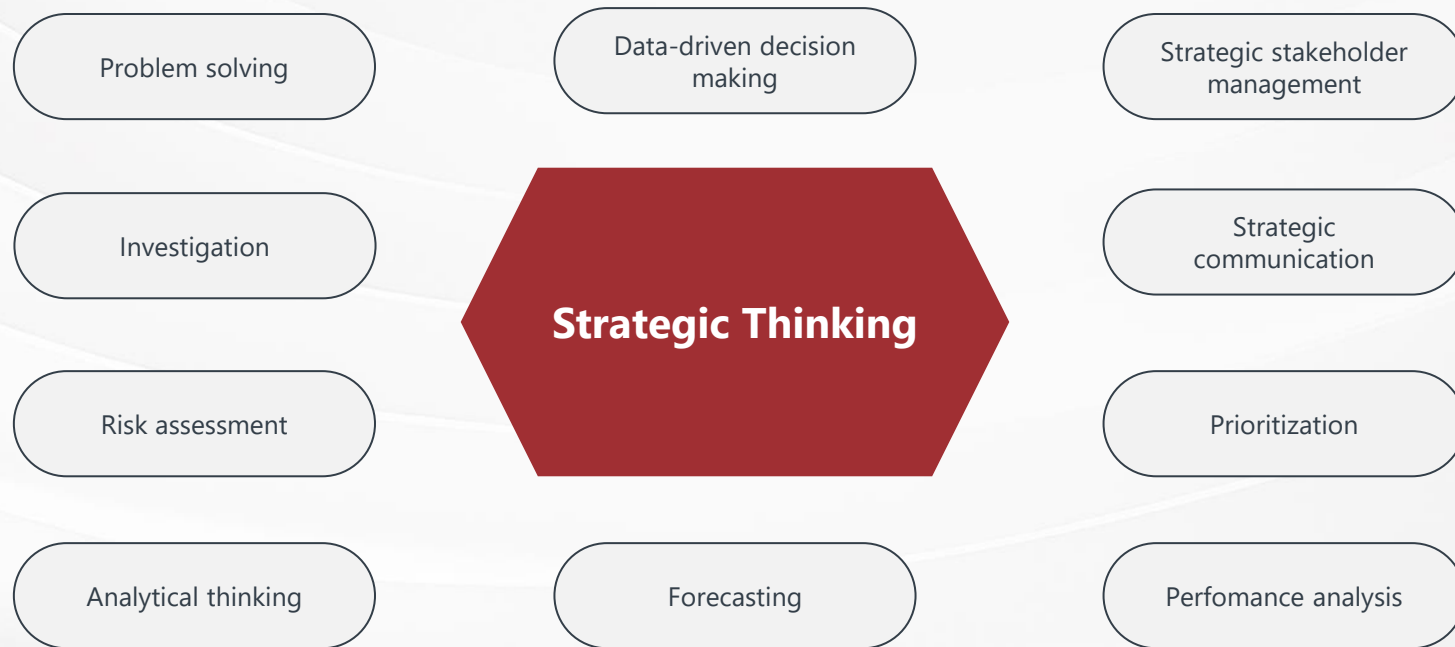 Problem solving
Data-driven decision
making
Strategic stakeholder
management
Investigation
Strategic
communication
Strategic Thinking
Risk assessment
Prioritization
Analytical thinking
Forecasting
Perfomance analysis